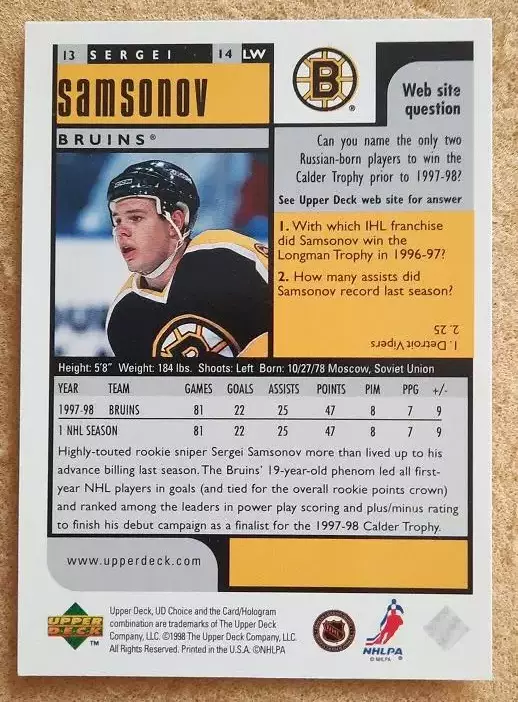 13 SERGEI 14 LW
samsonov
BRUINS®
B
®
Web site
question
Can you name the only two
Russian-born players to win the
Calder Trophy prior to 1997-98?
See Upper Deck web site for answer
1. With which IHL franchise
did Samsonov win the
Longman Trophy in 1996-97?
2. How many assists did
Samsonov record last season?
1. Detroit Vipers
2. 25
Height: 5'8" Weight: 184 lbs. Shoots: Left Born: 10/27/78 Moscow, Soviet Union
YEAR TEAM GAMES GOALS ASSISTS POINTS PIM PPG +/-
1997-98 BRUINS 81 22 25 47 8 7 9
1 NHL SEASON 81 22 25 47 8 7 9
Highly-touted rookie sniper Sergei Samsonov more than lived up to his
advance billing last season. The Bruins' 19-year-old phenom led all first-
year NHL players in goals (and tied for the overall rookie points crown)
and ranked among the leaders in power play scoring and plus/minus rating
to finish his debut campaign as a finalist for the 1997-98 Calder Trophy.
www.upperdeck.com
UPPER
DECK
™
Upper Deck, UD Choice and the Card/Hologram
combination are trademarks of The Upper Deck
Company, LLC. ©1998 The Upper Deck Company, LLC.
All Rights Reserved. Printed in the U.S.A. ©NHLPA
NHL
NHLPA
© NHLPA
®